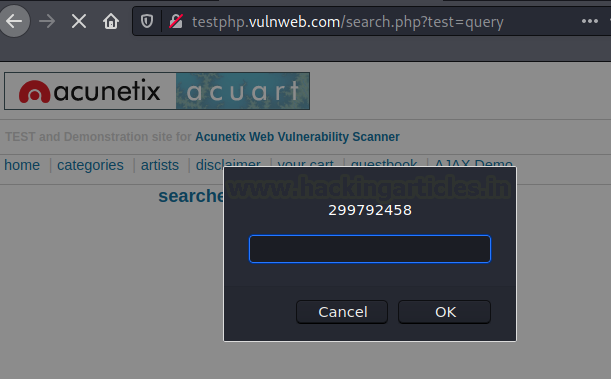 testphp.vulnweb.com/search.php?test=query
acunetix acuart
TEST and Demonstration site for Acunetix Web Vulnerability Scanner
home | categories | artists | disclaimer | your cart | guestbook | AJAX Demo
searche
www.hackingarticles.in
299792458
Cancel OK